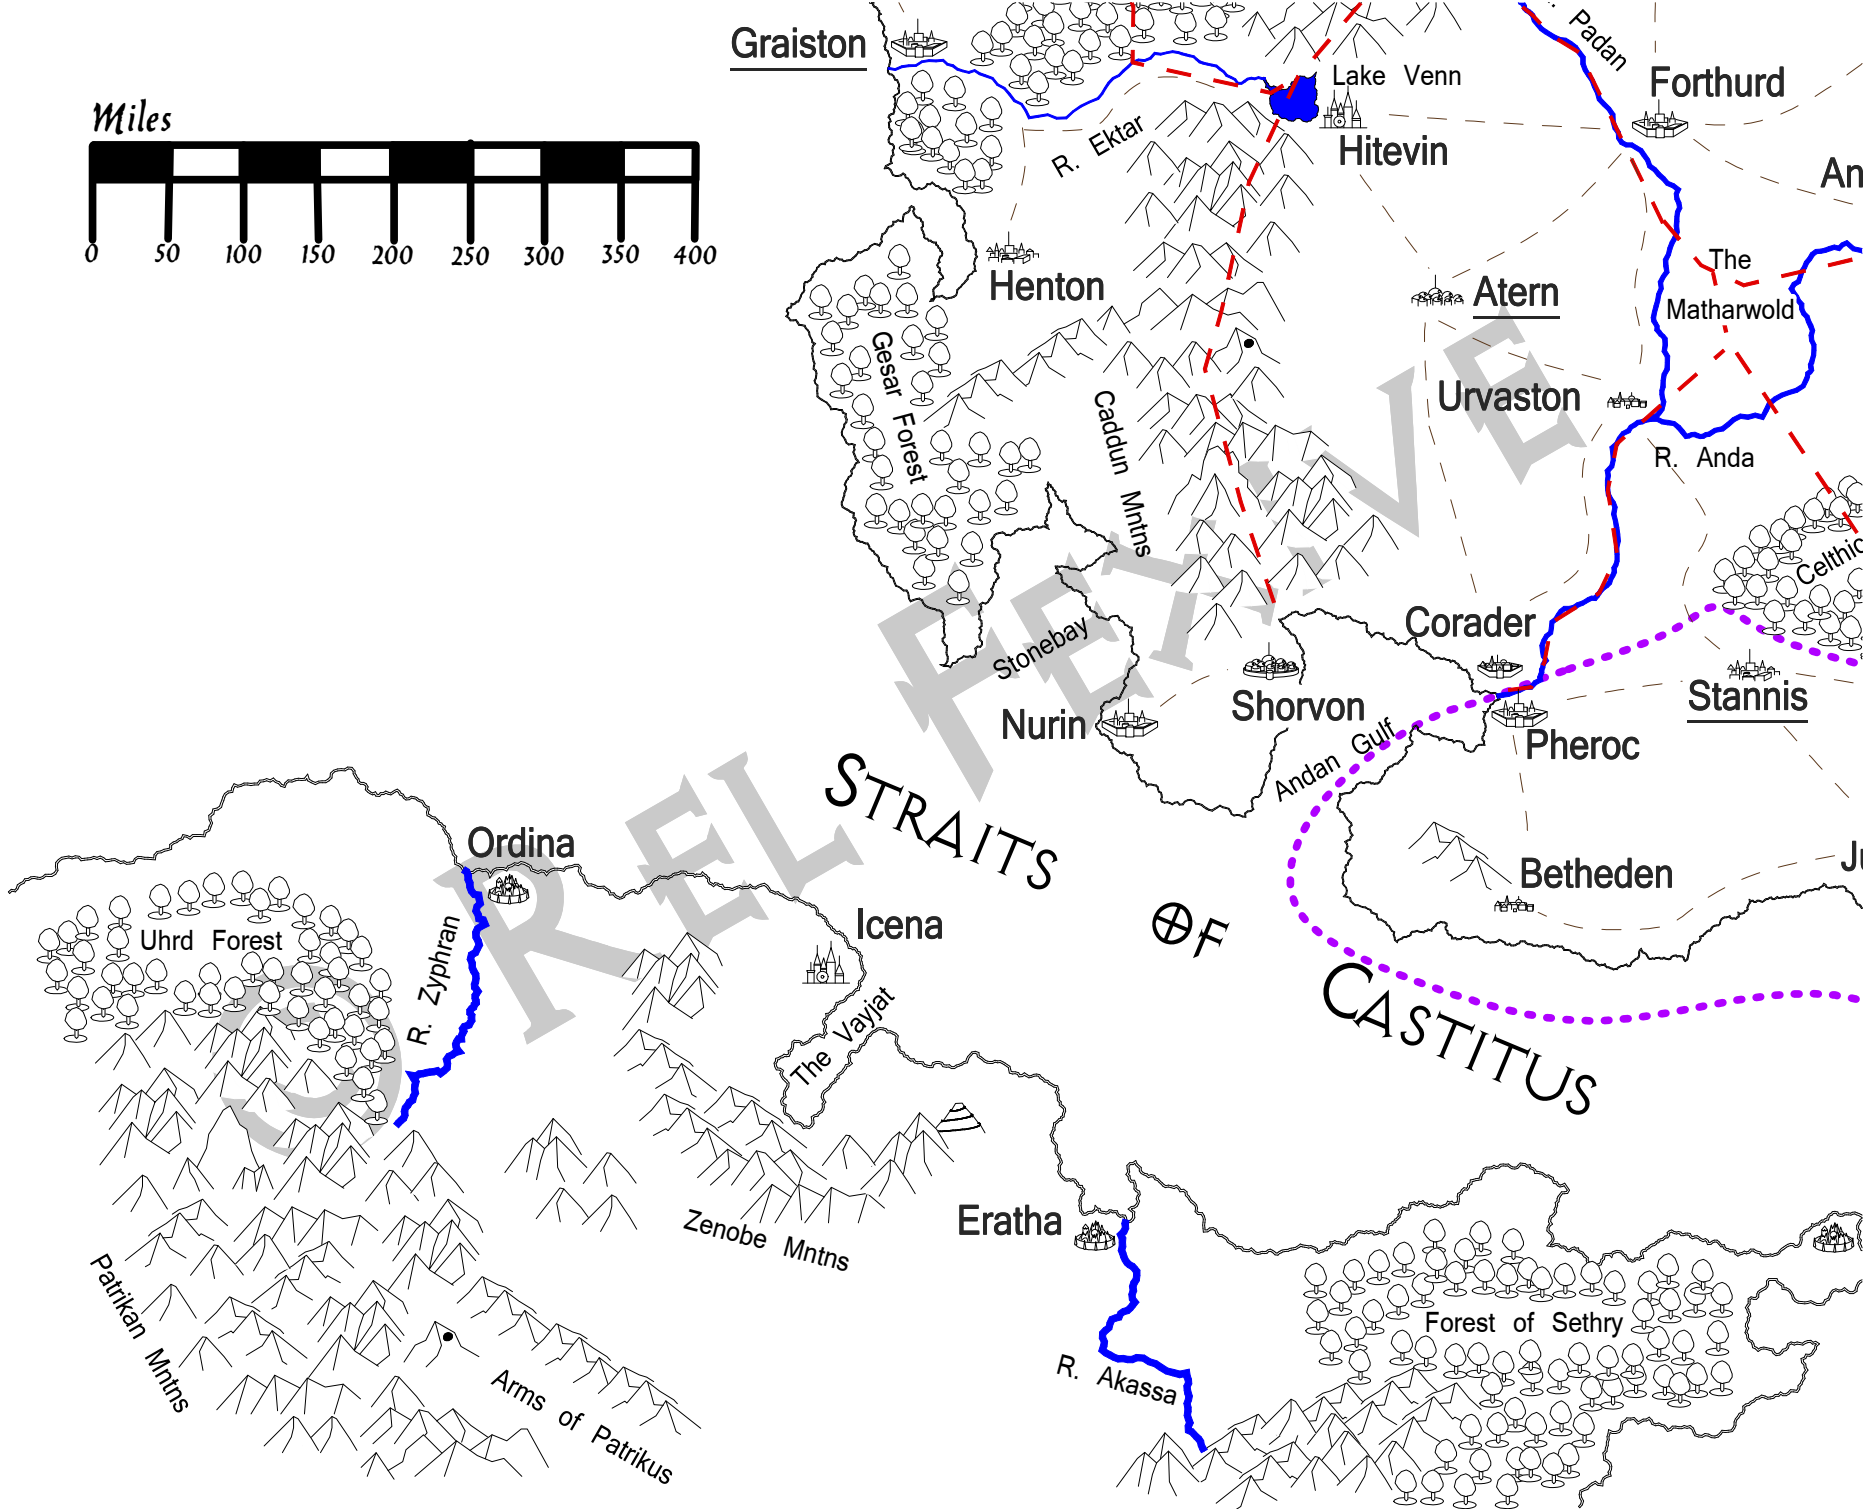 Graiston
Padan
Lake Venn
Forthurd
Miles
R. Ektar
Hitevin
An
0 50 100 150 200 250 300 350 400
Henton
The
Matharwold
Atern
Gesar Forest
Caddun Mntns
Urvaston
R. Anda
Celthic
Stonebay
Corader
Nurin
Shorvon
Stannis
Pheroc
Andan Gulf
STRAITS
OF
CASTITUS
Betheden
Ju
Ordina
Uhrd Forest
R. Zyphran
Icena
The Vayjat
Zenobe Mntns
Eratha
Patrikan Mntns
Arms of Patrikus
R. Akassa
Forest of Sethry